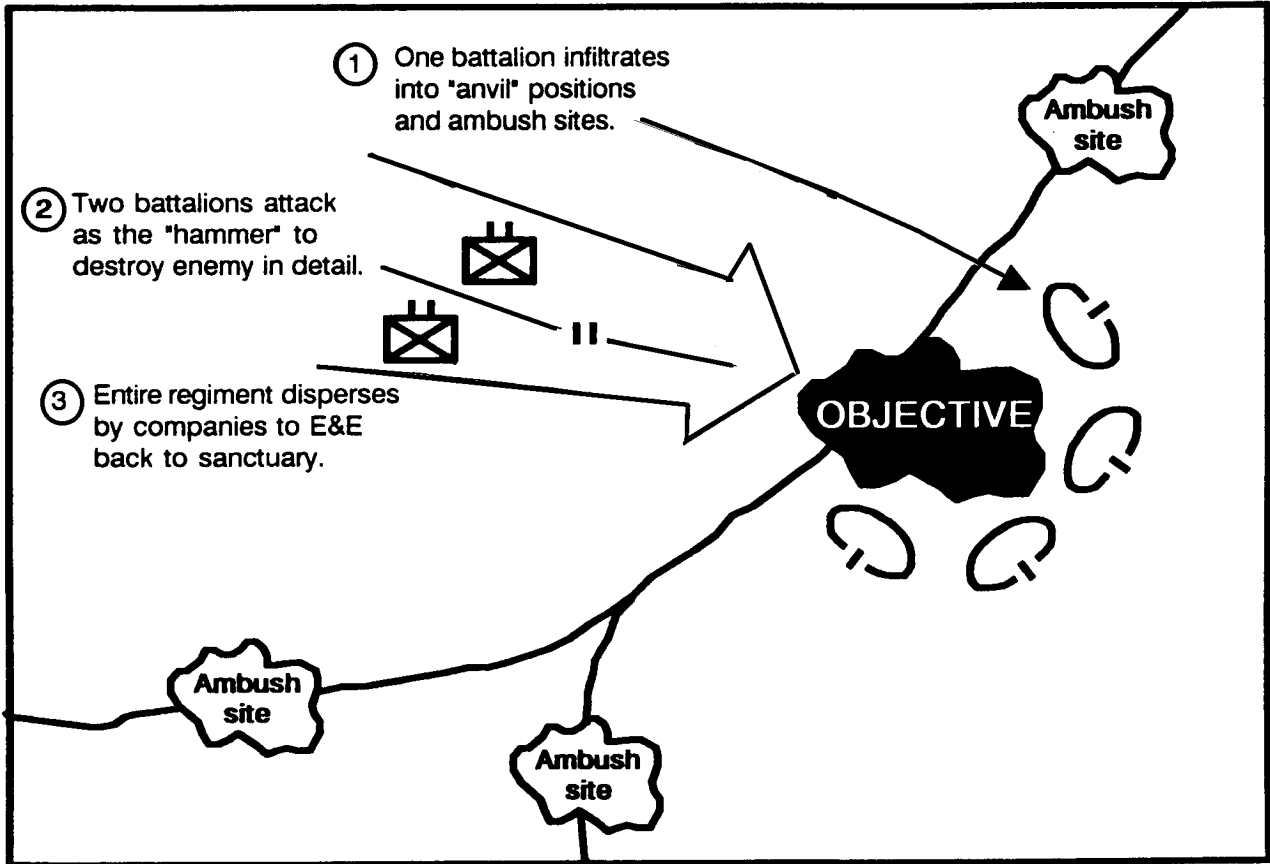 1 One battalion infiltrates
into "anvil" positions
and ambush sites.
Ambush
site
2 Two battalions attack
as the "hammer" to
destroy enemy in detail.
3 Entire regiment disperses
by companies to E&E
back to sanctuary.
OBJECTIVE
Ambush
site
Ambush
site